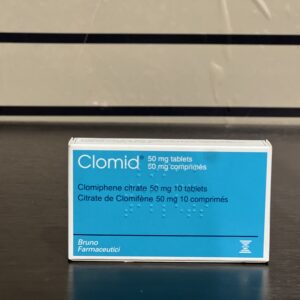 Clomid® 50 mg tablets
50 mg comprimés
Clomiphene citrate 50 mg 10 tablets
Citrate de Clomifène 50 mg 10 comprimés
Bruno
Farmaceutici